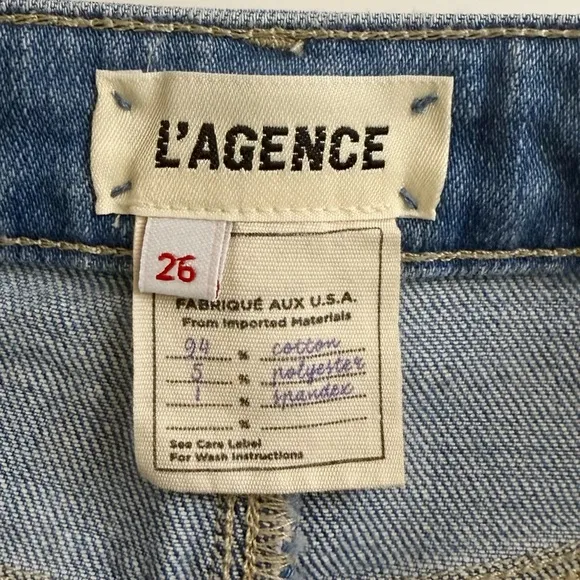 L'AGENCE
26
FABRIQUÉ AUX U.S.A.
From Imported Materials
94 % cotton
5 % polyester
1 % spandex
%
See Care Label
For Wash Instructions